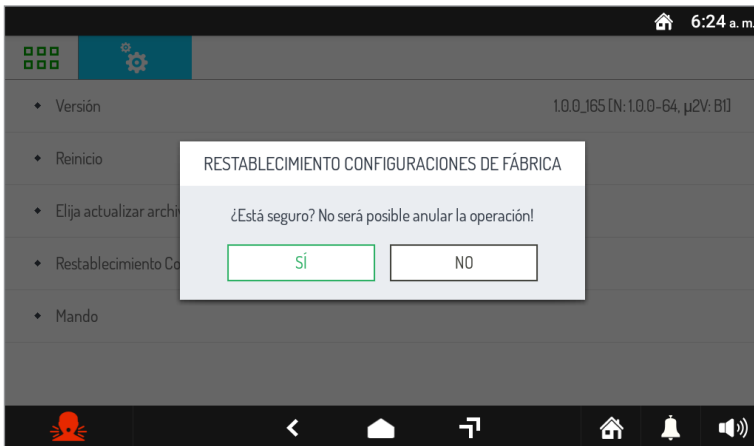 6:24 a. m.
Versión 1.0.0_165 [N: 1.0.0-64, µ2V: B1]
Reinicio
Elija actualizar archi
Restablecimiento Co
Mando
RESTABLECIMIENTO CONFIGURACIONES DE FÁBRICA
¿Está seguro? No será posible anular la operación!
SÍ NO